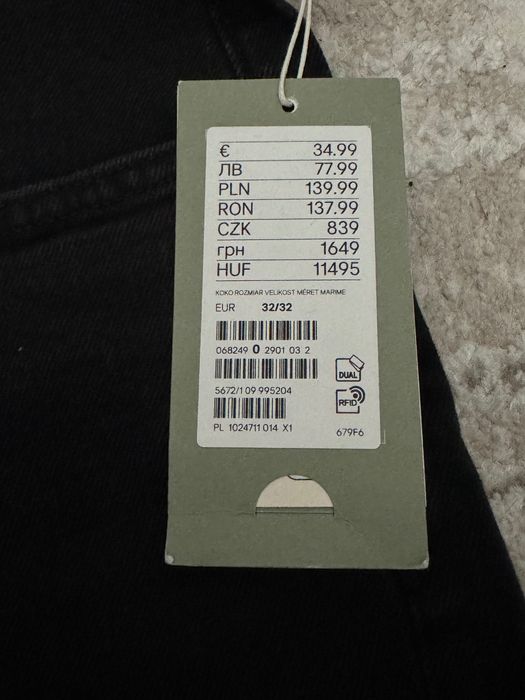 € 34.99
ЛВ 77.99
PLN 139.99
RON 137.99
CZK 839
грн 1649
HUF 11495
KOKO ROZMIAR VELIKOST MÉRET MARIME
EUR 32/32
068249 0 2901 03 2
DUAL
5672/1 09 995204
RFID
PL 1024711 014 X1
679F6